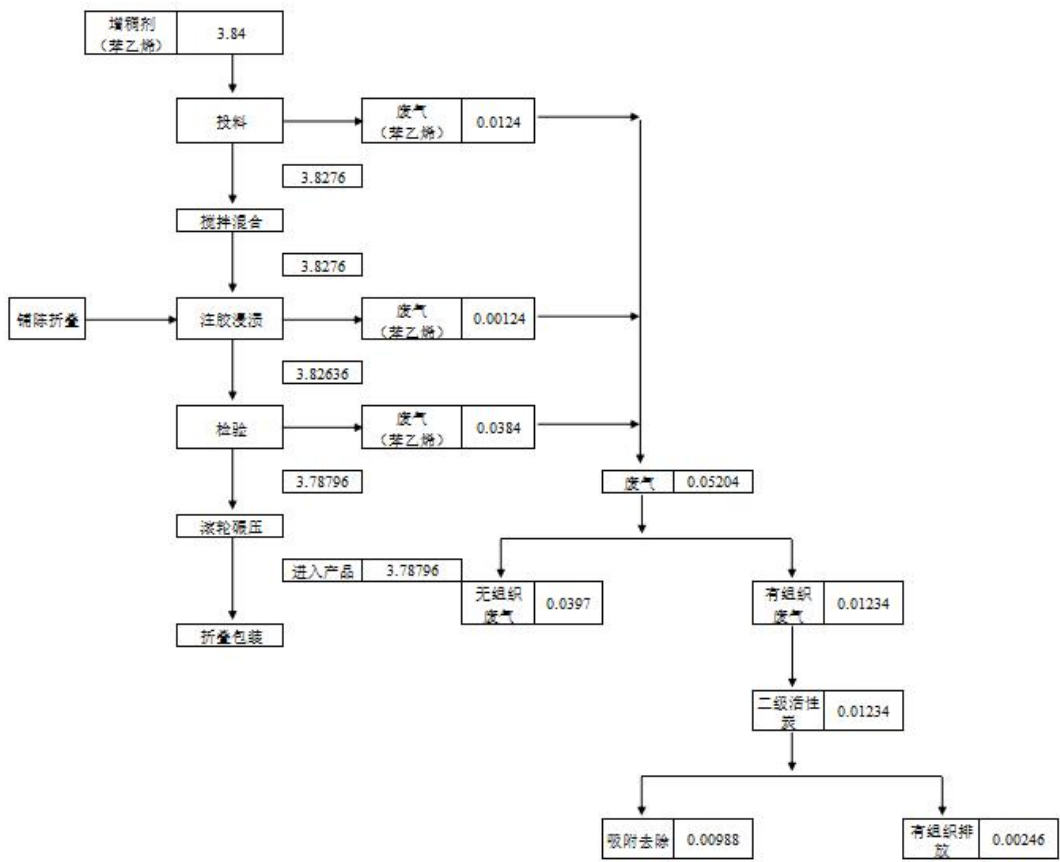 增稠剂
（苯乙烯）
3.84
投料
废气
（苯乙烯）
0.0124
3.8276
搅拌混合
3.8276
铺陈折叠
注胶浸渍
废气
（苯乙烯）
0.00124
3.82636
检验
废气
（苯乙烯）
0.0384
3.78796
废气
0.05204
滚轮碾压
进入产品
3.78796
无组织
废气
0.0397
有组织
废气
0.01234
折叠包装
二级活性
炭
0.01234
吸附去除
0.00988
有组织排
放
0.00246